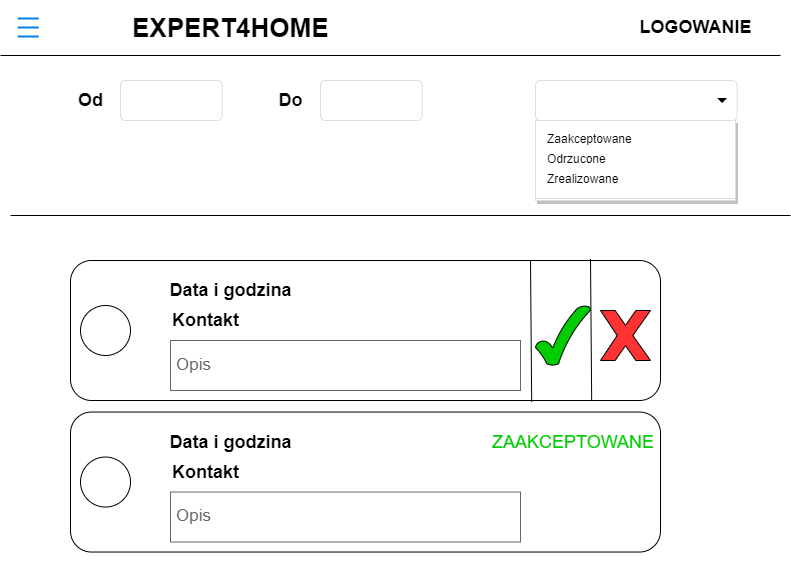 EXPERT4HOME
LOGOWANIE
Od
Do
Zaakceptowane
Odrzucone
Zrealizowane
Data i godzina
Kontakt
Opis
Data i godzina
ZAAKCEPTOWANE
Kontakt
Opis